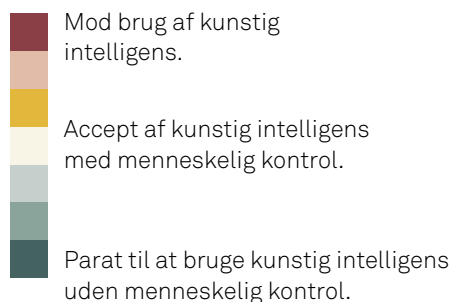 Mod brug af kunstig
intelligens.
Accept af kunstig intelligens
med menneskelig kontrol.
Parat til at bruge kunstig intelligens
uden menneskelig kontrol.